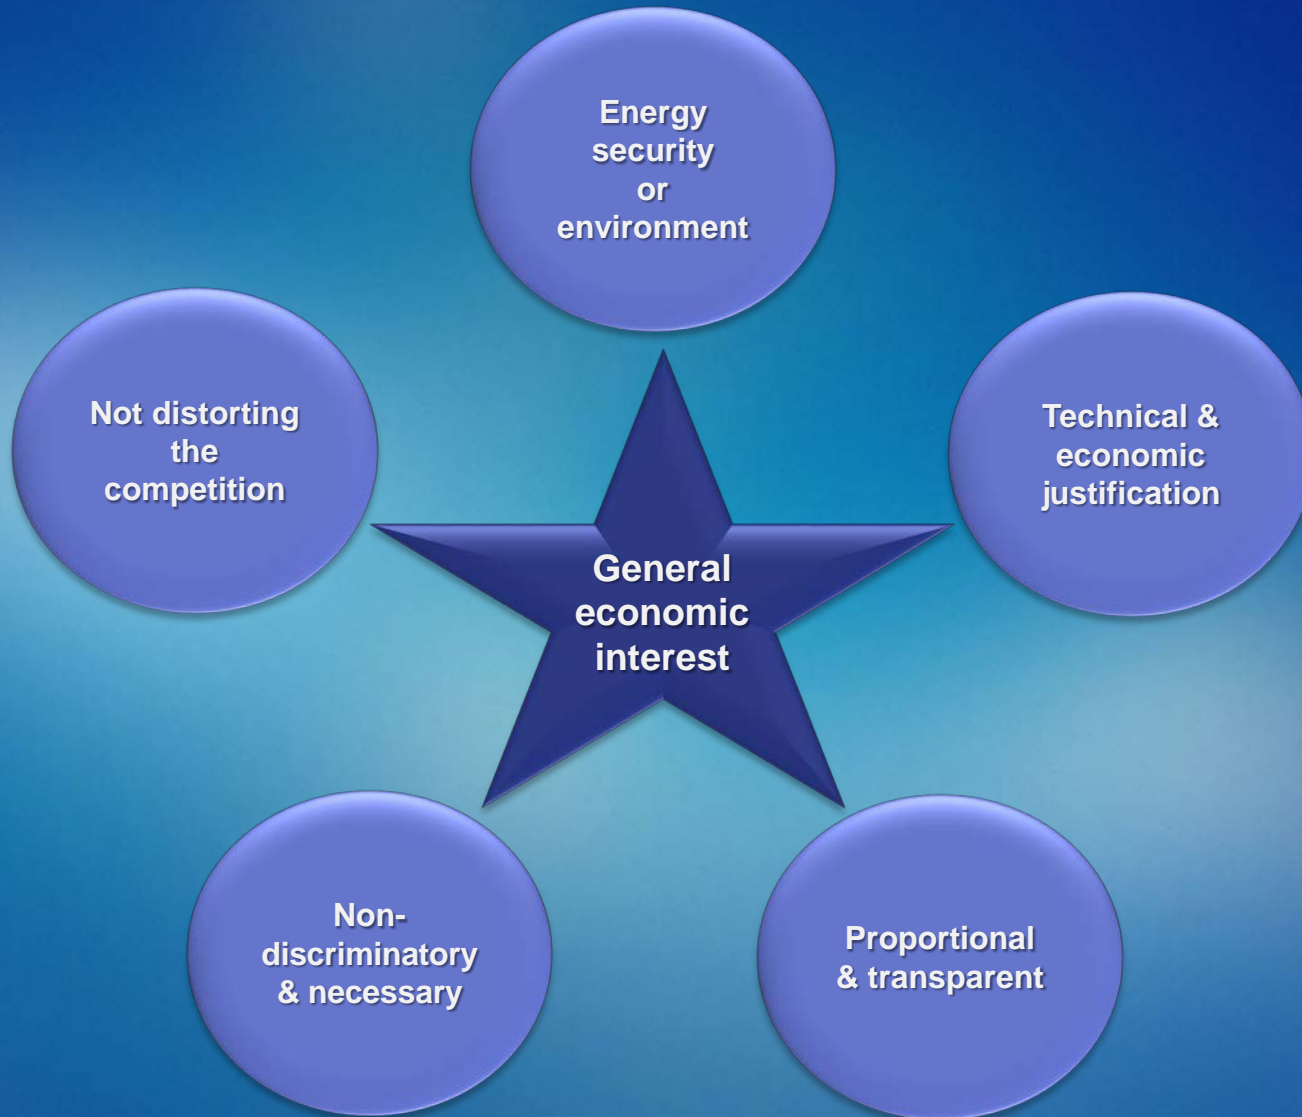 Energy
security
or
environment
Not distorting
the
competition
Technical &
economic
justification
General
economic
interest
Non-
discriminatory
& necessary
Proportional
& transparent